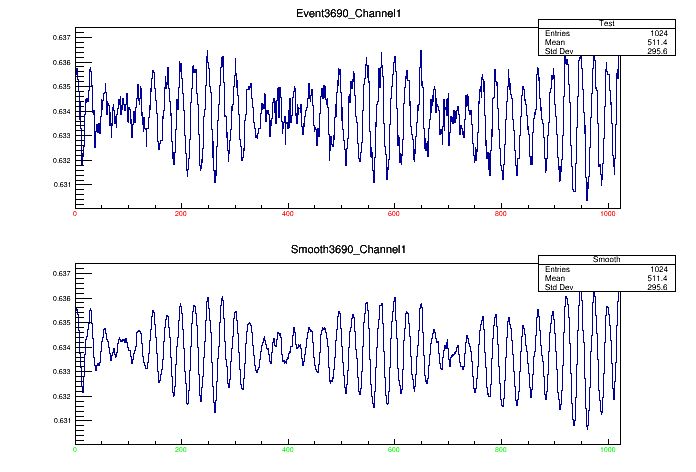 Event3690_Channel1
Test
Entries 1024
Mean 511.4
Std Dev 295.6
0.637
0.636
0.635
0.634
0.633
0.632
0.631
0 200 400 600 800 1000
Smooth3690_Channel1
Smooth
Entries 1024
Mean 511.4
Std Dev 295.6
0.637
0.636
0.635
0.634
0.633
0.632
0.631
0 200 400 600 800 1000